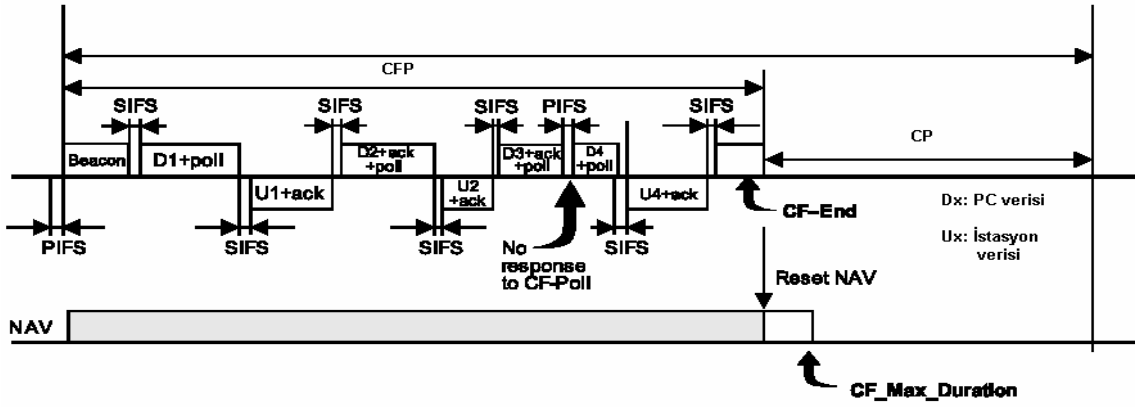 CFP
SIFS
SIFS
SIFS
PIFS
SIFS
CP
Beacon
D1+poll
D2+ack
+poll
D3+ack
+poll
D4
+poll
U1+ack
U2
+ack
U4+ack
CF-End
Dx: PC verisi
PIFS
SIFS
SIFS
No
response
to CF-Poll
SIFS
Ux: İstasyon
verisi
Reset NAV
NAV
CF_Max_Duration